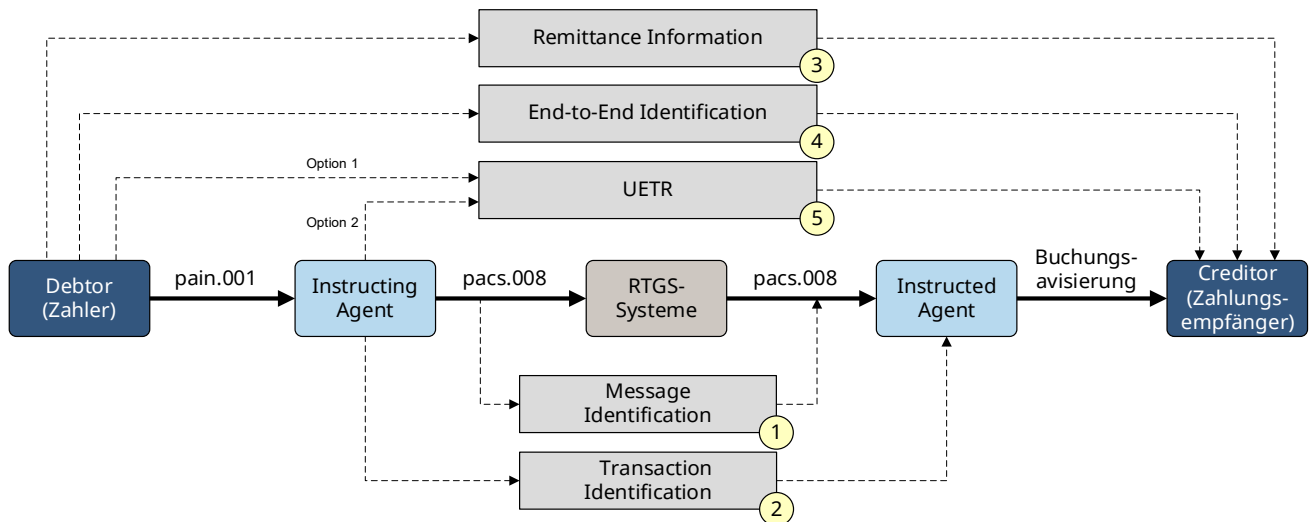 Remittance Information
3
End-to-End Identification
4
Option 1
UETR
Option 2
5
Debtor
(Zahler)
pain.001
Instructing
Agent
pacs.008
RTGS-
Systeme
pacs.008
Instructed
Agent
Buchungs-
avisierung
Creditor
(Zahlungs-
empfänger)
Message
Identification
1
Transaction
Identification
2